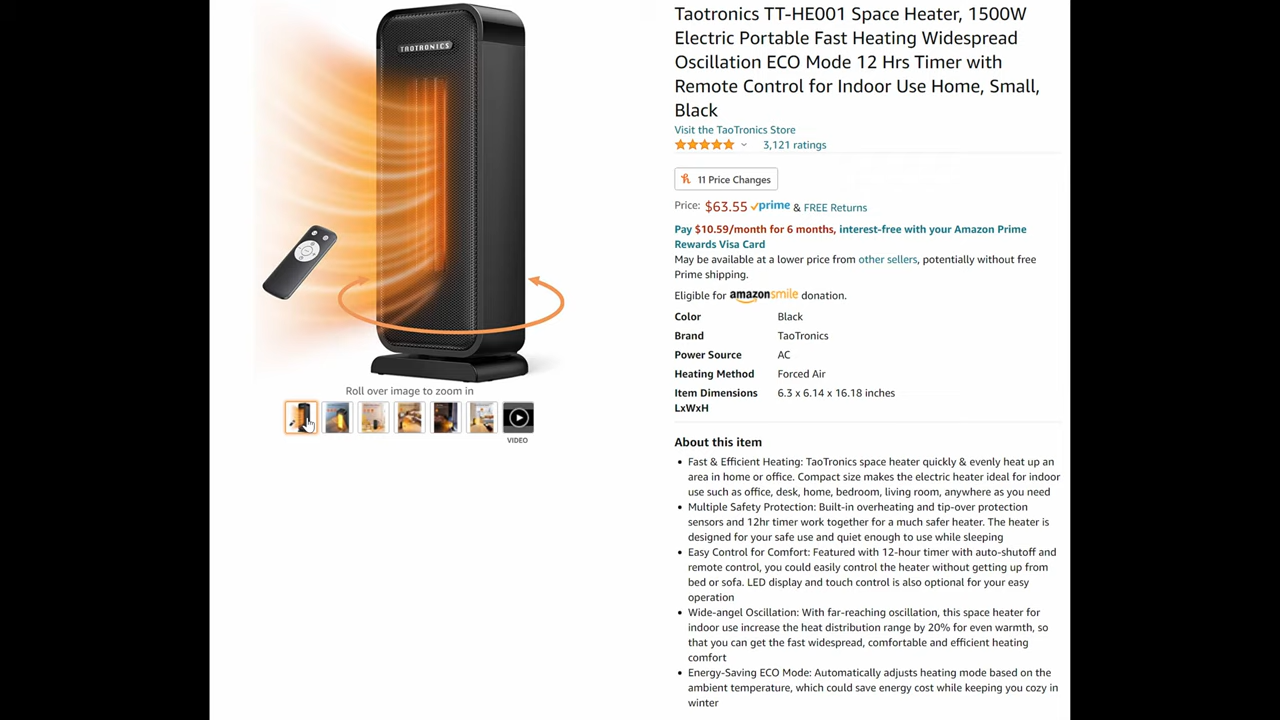 TAOTRONICS
Roll over image to zoom in
VIDEO
Taotronics TT-HE001 Space Heater, 1500W
Electric Portable Fast Heating Widespread
Oscillation ECO Mode 12 Hrs Timer with
Remote Control for Indoor Use Home, Small,
Black
Visit the TaoTronics Store
3,121 ratings
11 Price Changes
Price: $63.55 prime & FREE Returns
Pay $10.59/month for 6 months, interest-free with your Amazon Prime
Rewards Visa Card
May be available at a lower price from other sellers, potentially without free
Prime shipping.
Eligible for amazonsmile donation.
Color Black
Brand TaoTronics
Power Source AC
Heating Method Forced Air
Item Dimensions 6.3 x 6.14 x 16.18 inches
LxWxH
About this item
• Fast & Efficient Heating: TaoTronics space heater quickly & evenly heat up an
area in home or office. Compact size makes the electric heater ideal for indoor
use such as office, desk, home, bedroom, living room, anywhere as you need
• Multiple Safety Protection: Built-in overheating and tip-over protection
sensors and 12hr timer work together for a much safer heater. The heater is
designed for your safe use and quiet enough to use while sleeping
• Easy Control for Comfort: Featured with 12-hour timer with auto-shutoff and
remote control, you could easily control the heater without getting up from
bed or sofa. LED display and touch control is also optional for your easy
operation
• Wide-angel Oscillation: With far-reaching oscillation, this space heater for
indoor use increase the heat distribution range by 20% for even warmth, so
that you can get the fast widespread, comfortable and efficient heating
comfort
• Energy-Saving ECO Mode: Automatically adjusts heating mode based on the
ambient temperature, which could save energy cost while keeping you cozy in
winter